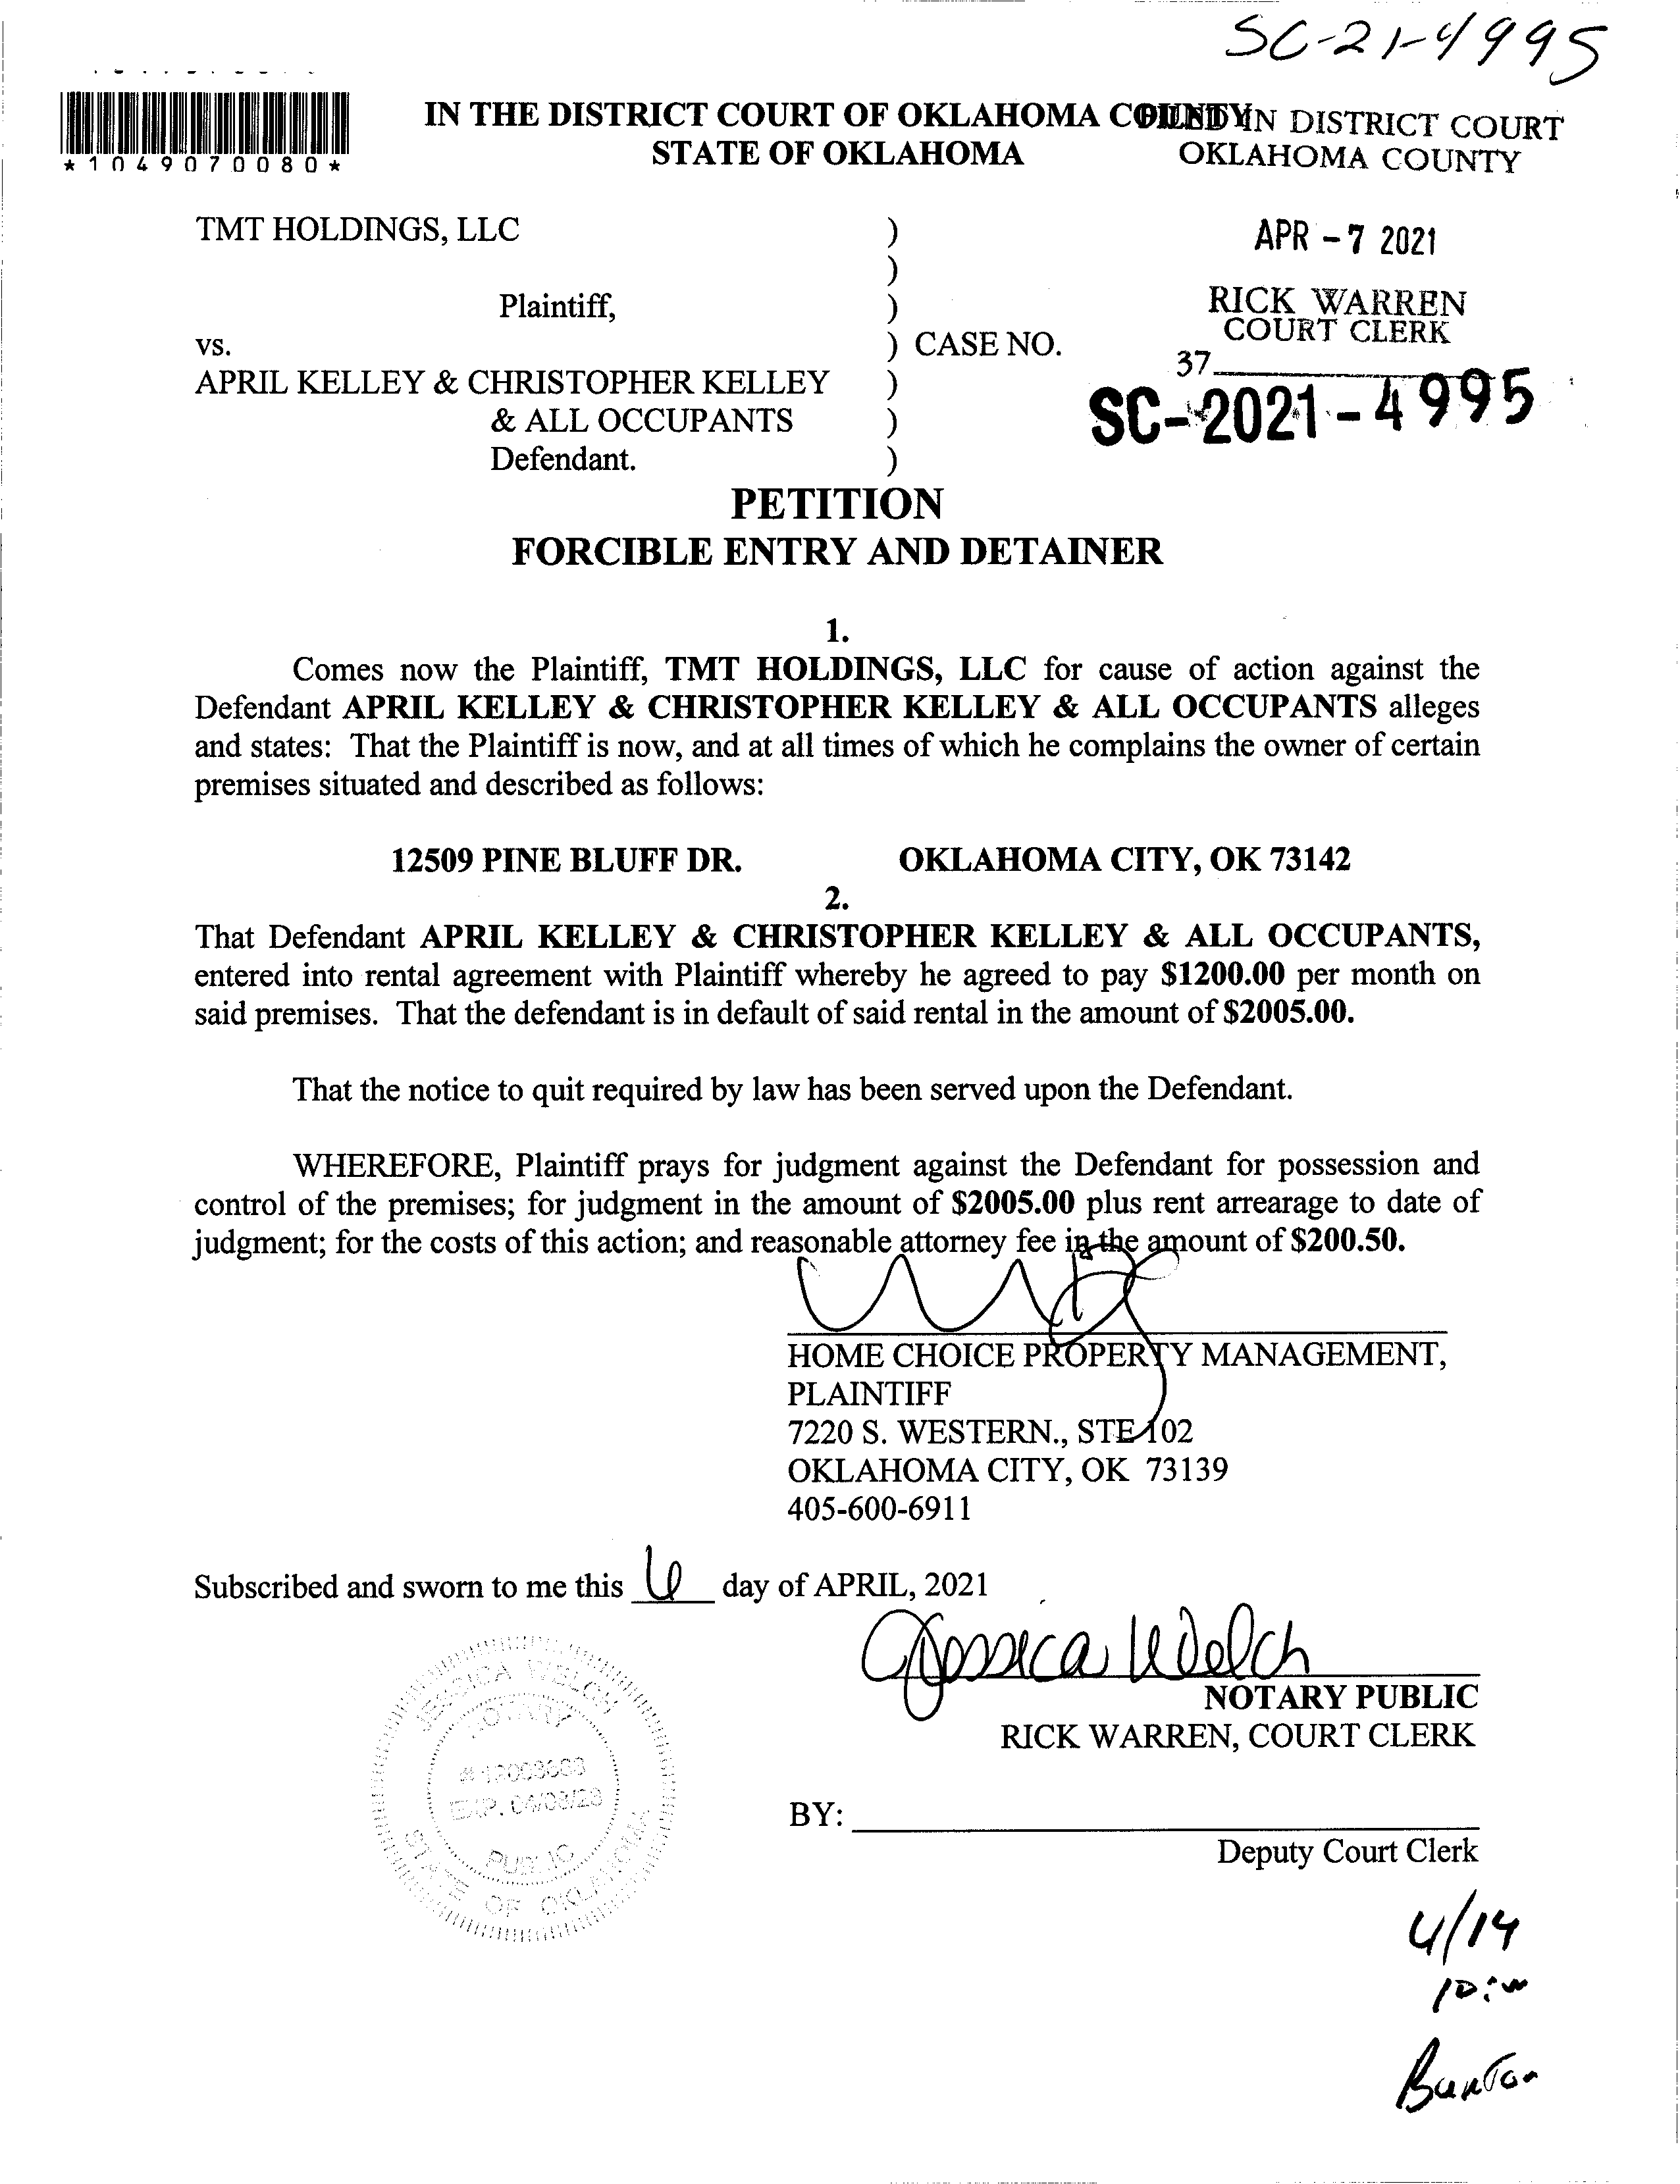 SC-21-4995
IN THE DISTRICT COURT OF OKLAHOMA COUNTY
STATE OF OKLAHOMA
FILED IN DISTRICT COURT
OKLAHOMA COUNTY
*1049070080*
TMT HOLDINGS, LLC )
)
APR - 7 2021
Plaintiff, )
RICK WARREN
COURT CLERK
vs. ) CASE NO.
37
APRIL KELLEY & CHRISTOPHER KELLEY )
SC-2021-4995
& ALL OCCUPANTS )
Defendant. )
PETITION
FORCIBLE ENTRY AND DETAINER
1.
Comes now the Plaintiff, TMT HOLDINGS, LLC for cause of action against the
Defendant APRIL KELLEY & CHRISTOPHER KELLEY & ALL OCCUPANTS alleges
and states: That the Plaintiff is now, and at all times of which he complains the owner of certain
premises situated and described as follows:
12509 PINE BLUFF DR. OKLAHOMA CITY, OK 73142
2.
That Defendant APRIL KELLEY & CHRISTOPHER KELLEY & ALL OCCUPANTS,
entered into rental agreement with Plaintiff whereby he agreed to pay $1200.00 per month on
said premises. That the defendant is in default of said rental in the amount of $2005.00.
That the notice to quit required by law has been served upon the Defendant.
WHEREFORE, Plaintiff prays for judgment against the Defendant for possession and
control of the premises; for judgment in the amount of $2005.00 plus rent arrearage to date of
judgment; for the costs of this action; and reasonable attorney fee in the amount of $200.50.
HOME CHOICE PROPERTY MANAGEMENT,
PLAINTIFF
7220 S. WESTERN., STE 102
OKLAHOMA CITY, OK 73139
405-600-6911
Subscribed and sworn to me this 6 day of APRIL, 2021
Jessica Welch
NOTARY PUBLIC
RICK WARREN, COURT CLERK
JESSICA WELCH
NOTARY
EXP.
PUBLIC
STATE OF OKLAHOMA
BY:
Deputy Court Clerk
4/14
Bunton